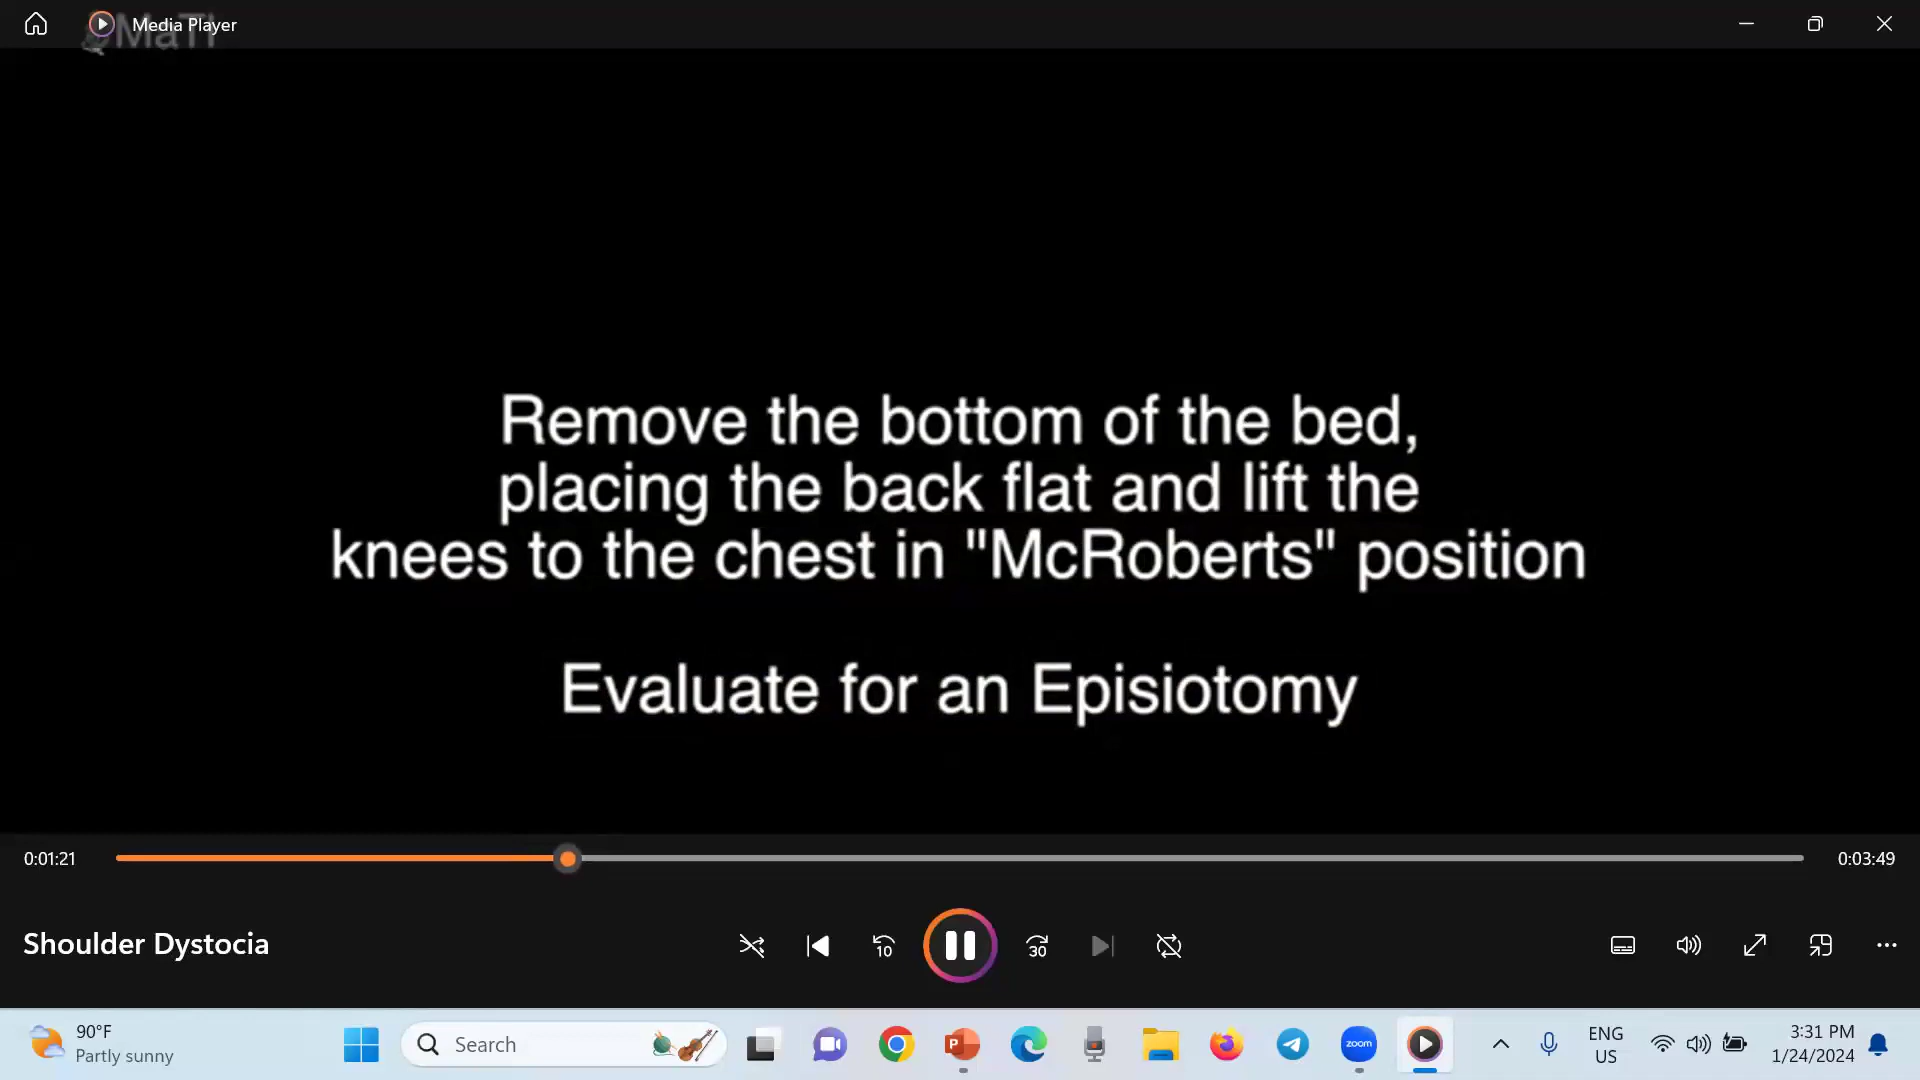 Media Player
MaTI
Remove the bottom of the bed,
placing the back flat and lift the
knees to the chest in "McRoberts" position
Evaluate for an Episiotomy
0:01:21
0:03:49
Shoulder Dystocia
10
30
90°F
Partly sunny
Search
P
zoom
ENG
US
3:31 PM
1/24/2024